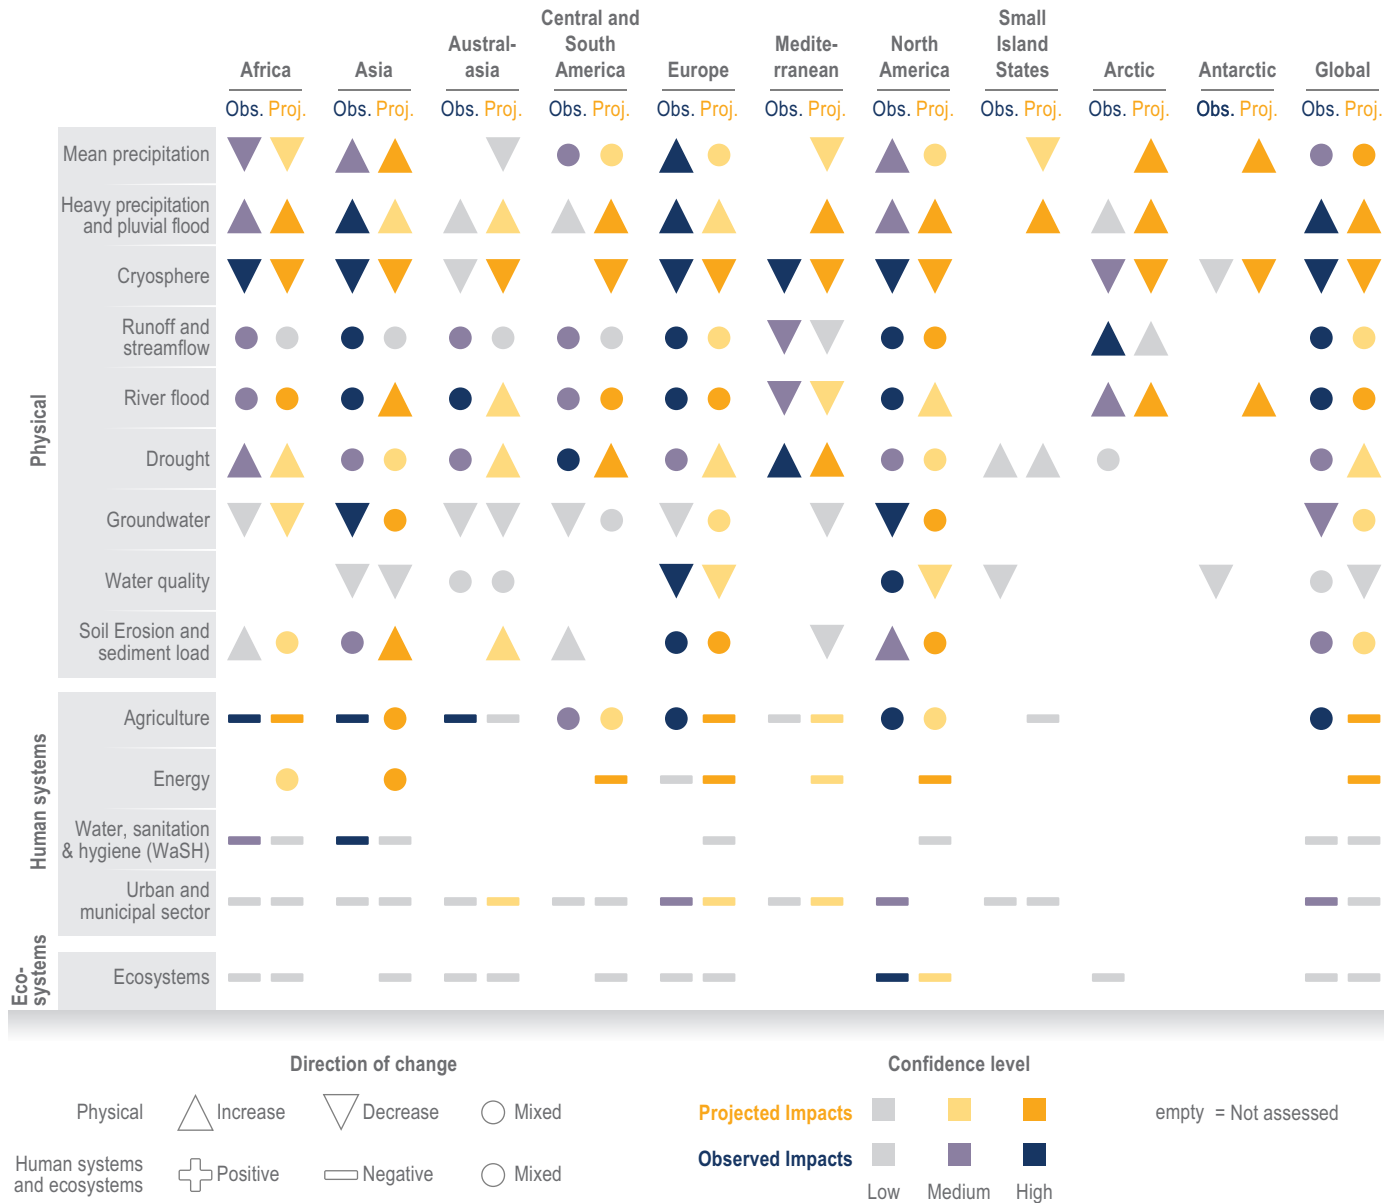 Africa
Asia
Austral-
asia
Central and
South
America
Europe
Medite-
rranean
North
America
Small
Island
States
Arctic
Antarctic
Global
Obs. Proj. Obs. Proj. Obs. Proj. Obs. Proj. Obs. Proj. Obs. Proj. Obs. Proj. Obs. Proj. Obs. Proj. Obs. Proj. Obs. Proj.
Physical
Mean precipitation
Heavy precipitation
and pluvial flood
Cryosphere
Runoff and
streamflow
River flood
Drought
Groundwater
Water quality
Soil Erosion and
sediment load
Human systems
Agriculture
Energy
Water, sanitation
& hygiene (WaSH)
Urban and
municipal sector
Eco-
systems
Ecosystems
Direction of change
Physical
Increase
Decrease
Mixed
Human systems
and ecosystems
Positive
Negative
Mixed
Confidence level
Projected Impacts
Observed Impacts
Low Medium High
empty = Not assessed